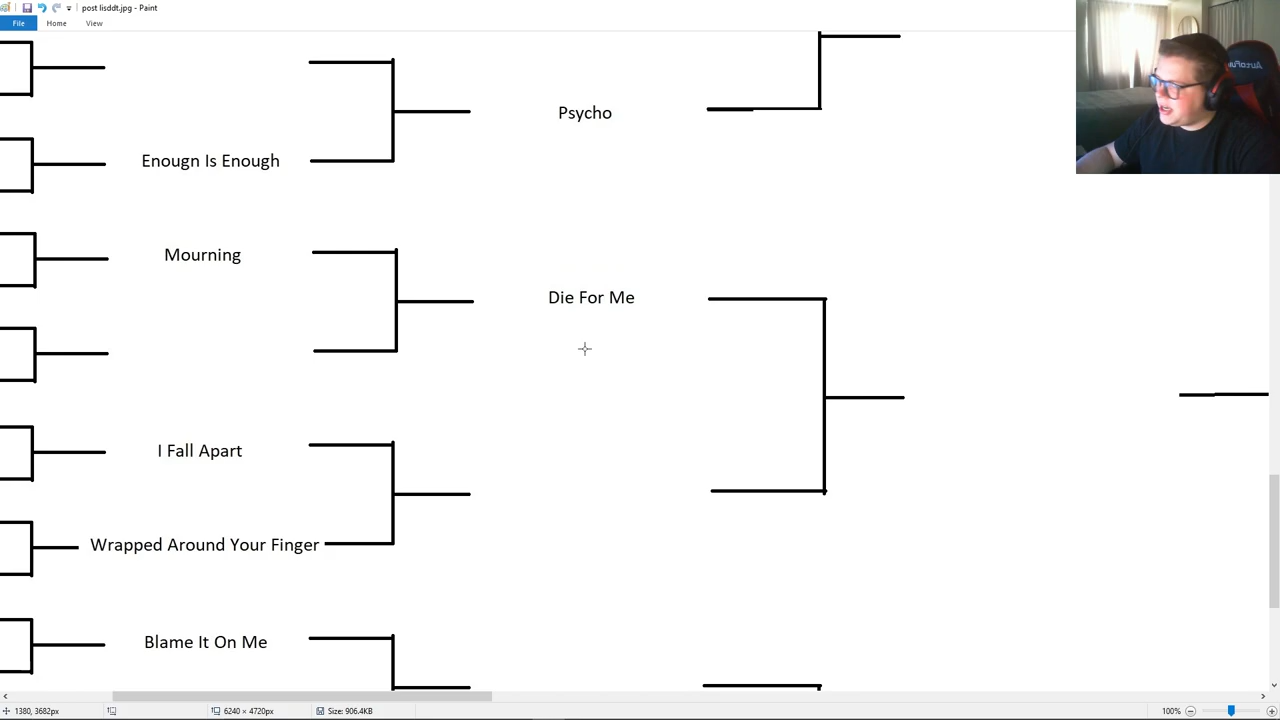 post lisddt.jpg - Paint
File Home View
Psycho
Enougn Is Enough
Mourning
Die For Me
I Fall Apart
Wrapped Around Your Finger
Blame It On Me
1380, 3682px 6240 × 4720px Size: 906.4KB 100%